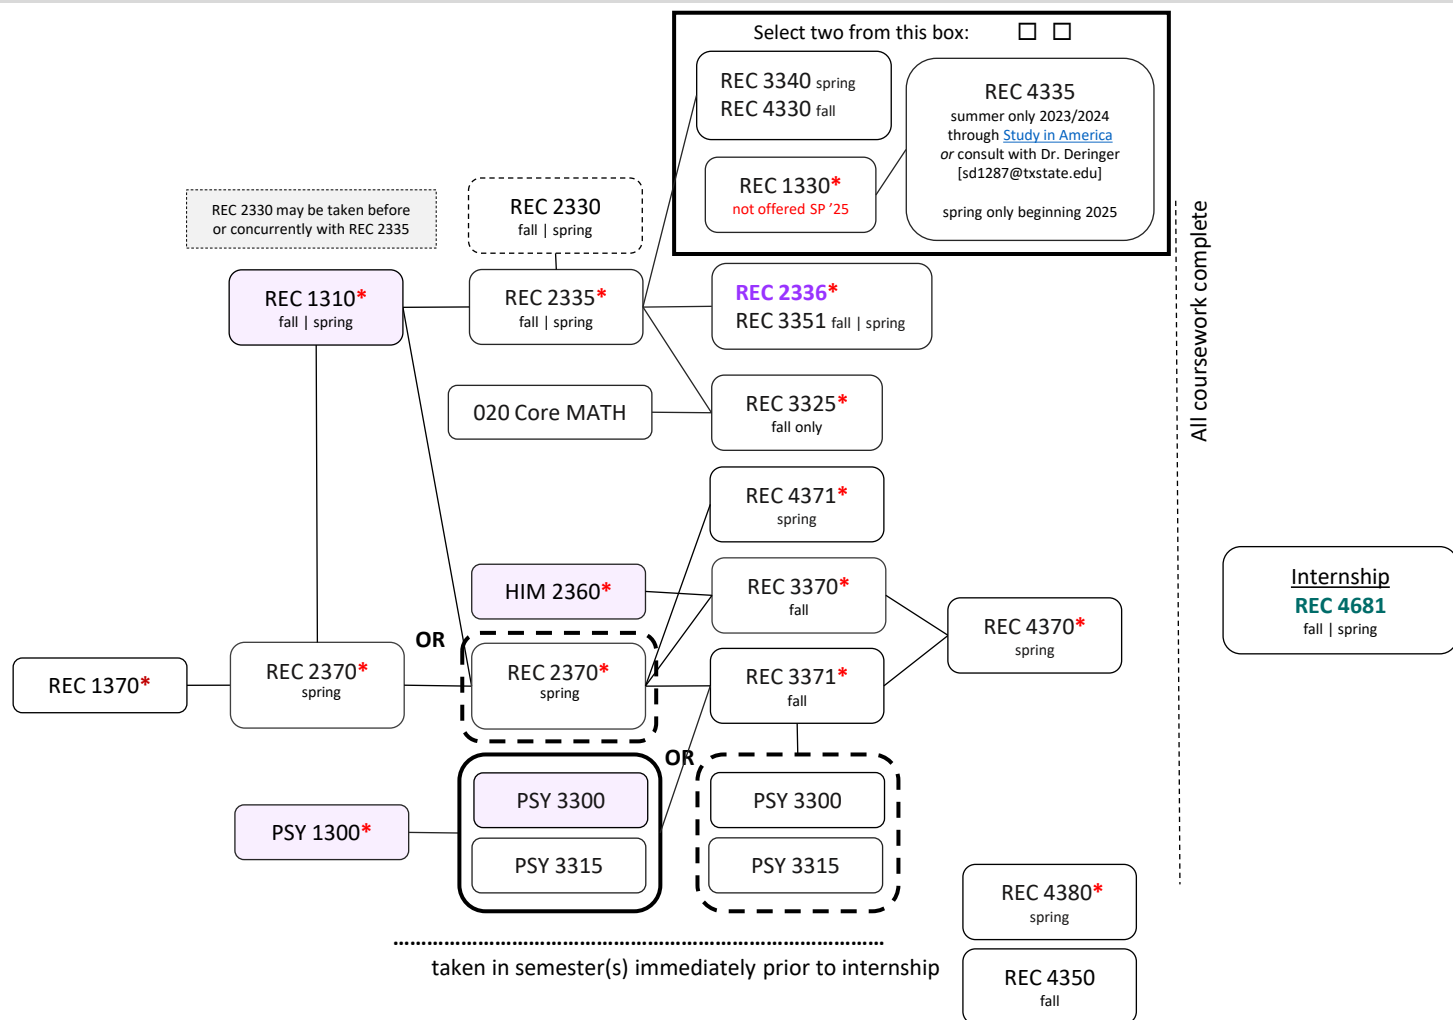 Select two from this box: ☐ ☐
REC 3340 spring
REC 4330 fall
REC 4335
summer only 2023/2024
through Study in America
or consult with Dr. Deringer
[sd1287@txstate.edu]
spring only beginning 2025
REC 1330*
not offered SP '25
REC 2330 may be taken before
or concurrently with REC 2335
REC 2330
fall | spring
REC 1310*
fall | spring
REC 2335*
fall | spring
REC 2336*
REC 3351 fall | spring
020 Core MATH
REC 3325*
fall only
All coursework complete
REC 4371*
spring
HIM 2360*
REC 3370*
fall
Internship
REC 4681
fall | spring
REC 4370*
spring
OR
REC 1370*
REC 2370*
spring
REC 2370*
spring
REC 3371*
fall
OR
PSY 1300*
PSY 3300
PSY 3315
PSY 3300
PSY 3315
REC 4380*
spring
taken in semester(s) immediately prior to internship
REC 4350
fall